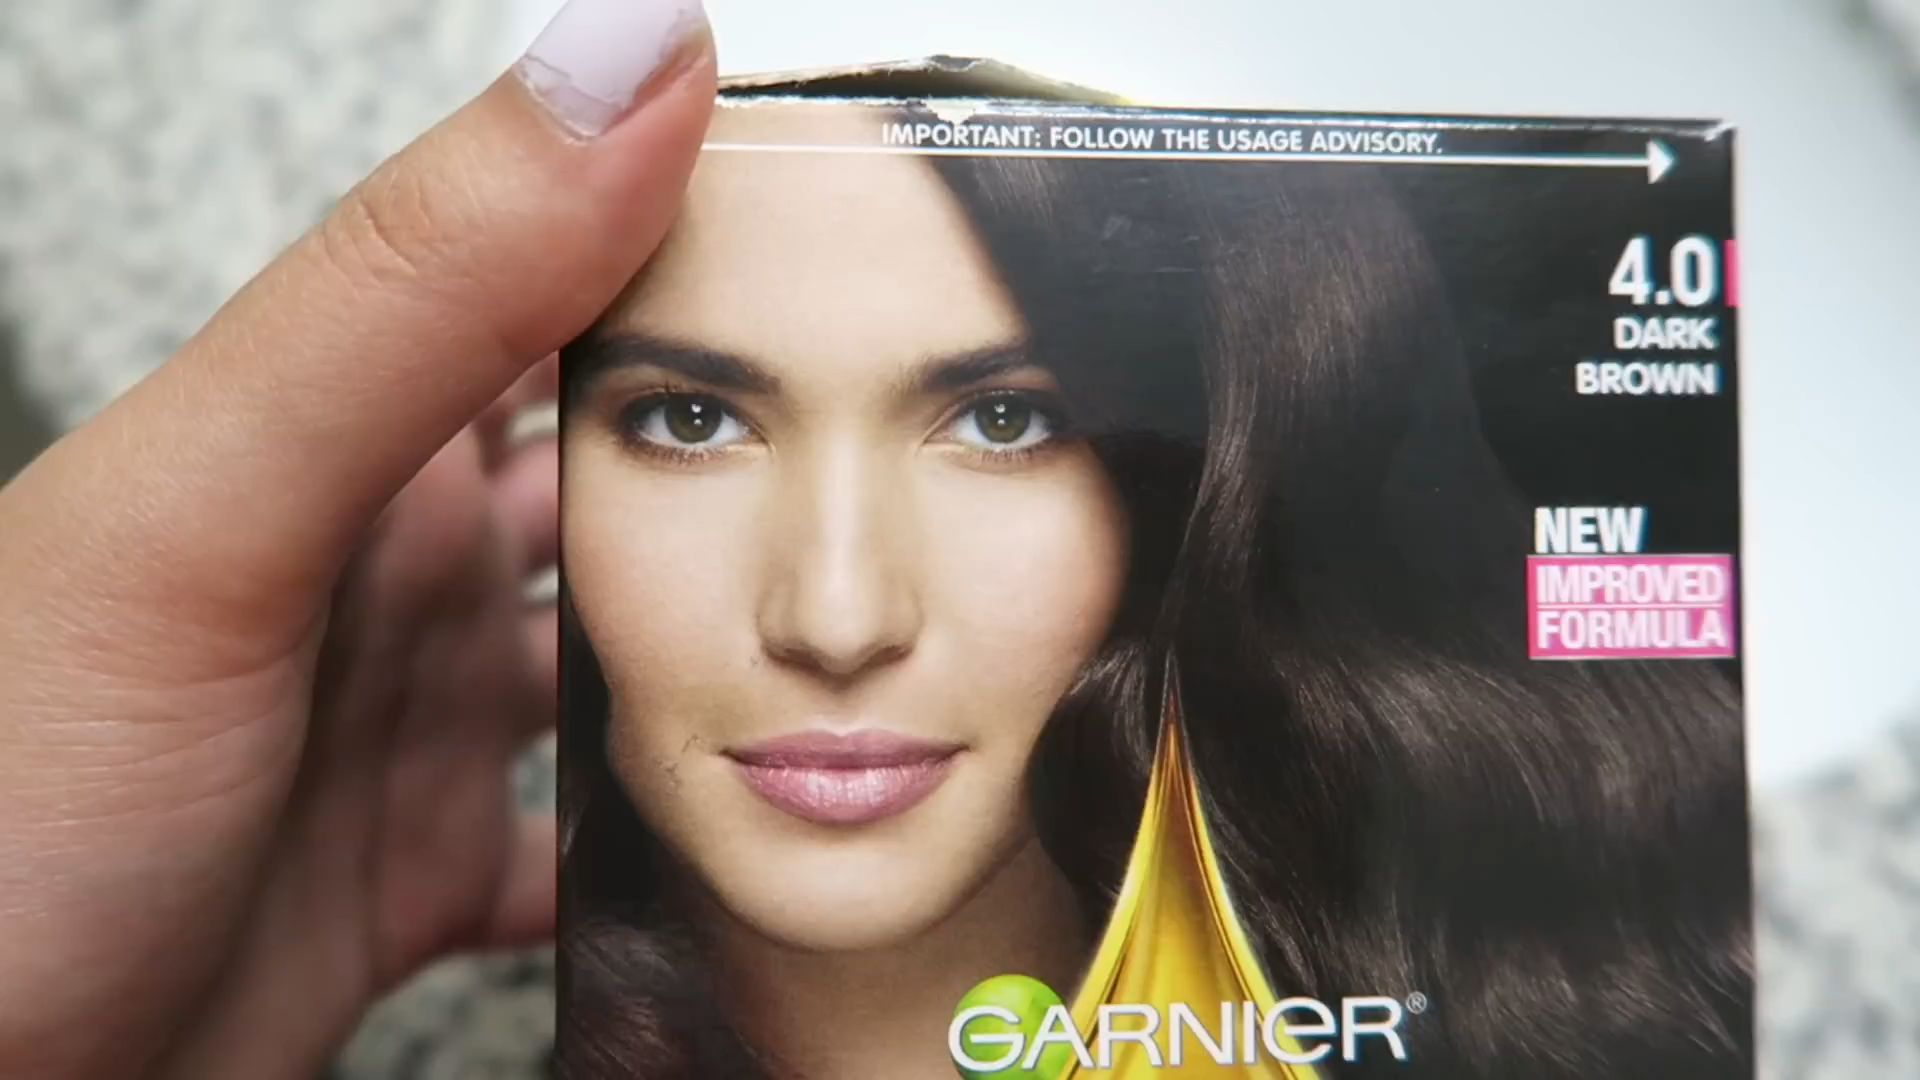 IMPORTANT: FOLLOW THE USAGE ADVISORY.
4.0
DARK
BROWN
NEW
IMPROVED
FORMULA
GARNIER®